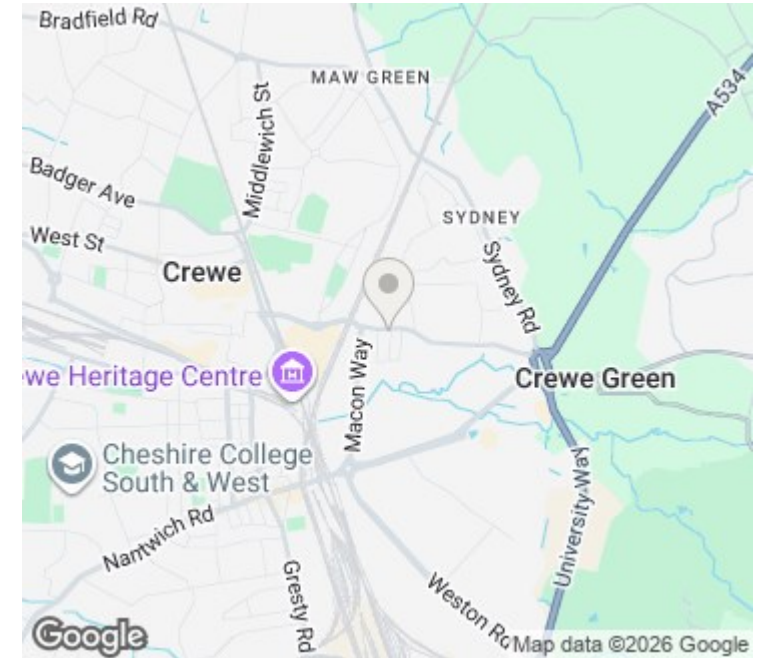 Bradfield Rd
MAW GREEN
A534
Middlewich St
Badger Ave
SYDNEY
West St
Crewe
Sydney Rd
Macon Way
we Heritage Centre
Crewe Green
Cheshire College
South & West
Nantwich Rd
University Way
Gresty Rd
Weston Rd
Google
Map data ©2026 Google